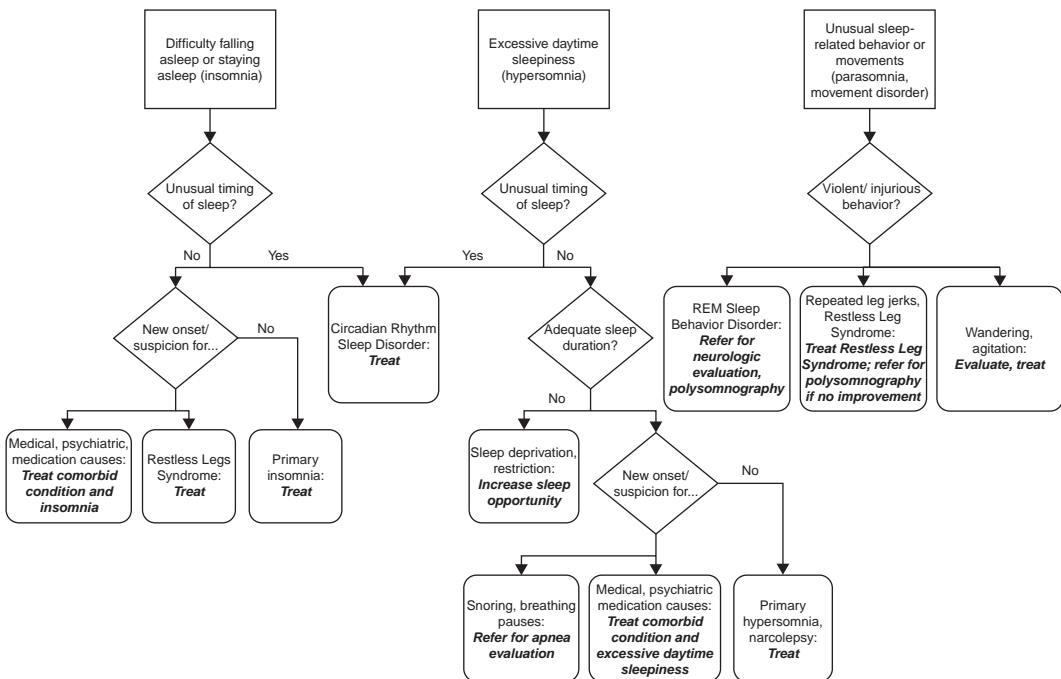 Difficulty falling
asleep or staying
asleep (insomnia)
Excessive daytime
sleepiness
(hypersomnia)
Unusual sleep-
related behavior or
movements
(parasomnia,
movement disorder)
Unusual timing
of sleep?
Unusual timing
of sleep?
Violent/ injurious
behavior?
No
Yes
Yes
No
New onset/
suspicion for...
No
Circadian Rhythm
Sleep Disorder:
Treat
Adequate sleep
duration?
REM Sleep
Behavior Disorder:
Refer for
neurologic
evaluation,
polysomnography
Repeated leg jerks,
Restless Leg
Syndrome:
Treat Restless Leg
Syndrome; refer for
polysomnography
if no improvement
Wandering,
agitation:
Evaluate, treat
No
Medical, psychiatric,
medication causes:
Treat comorbid
condition and
insomnia
Restless Legs
Syndrome:
Treat
Primary
insomnia:
Treat
Sleep deprivation,
restriction:
Increase sleep
opportunity
New onset/
suspicion for...
No
Snoring, breathing
pauses:
Refer for apnea
evaluation
Medical, psychiatric
medication causes:
Treat comorbid
condition and
excessive daytime
sleepiness
Primary
hypersomnia,
narcolepsy:
Treat